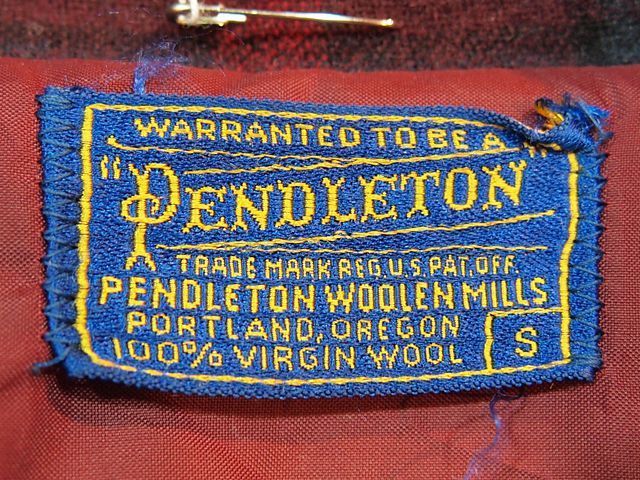 WARRANTED TO BE A
"PENDLETON"
TRADE MARK REG. U.S. PAT. OFF.
PENDLETON WOOLEN MILLS
PORTLAND, OREGON
100% VIRGIN WOOL
S